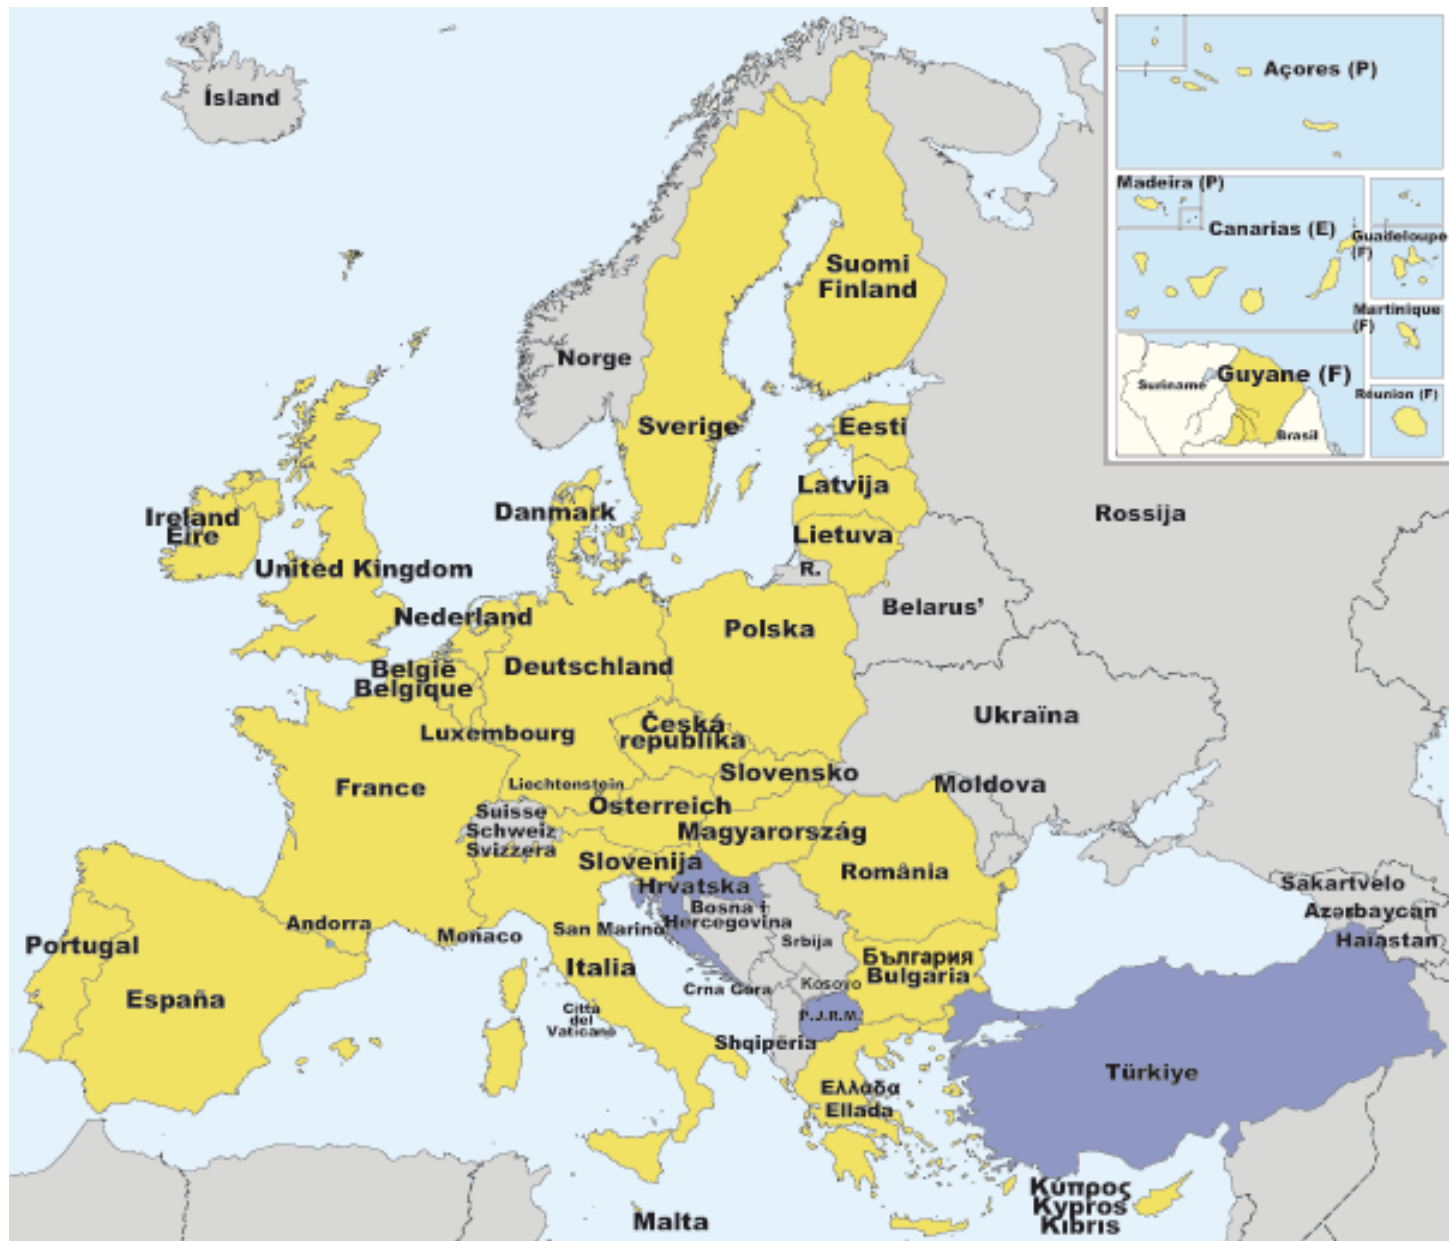 Ísland
Açores (P)
Madeira (P)
Canarias (E)
Guadeloupe
(F)
Martinique
(F)
Guyane (F)
Suriname
Brasil
Réunion (F)
Suomi
Finland
Norge
Sverige
Eesti
Latvija
Lietuva
R.
Rossija
Danmark
Ireland
Eire
United Kingdom
Nederland
Belarus’
Polska
België
Belgique
Deutschland
Luxembourg
Česká
republika
Ukraïna
Slovensko
France
Liechtenstein
Moldova
Suisse
Schweiz
Svizzera
Österreich
Magyarország
Slovenija
România
Hrvatska
Bosna i
Hercegovina
Sakartvelo
Azərbaycan
Haiastan
Andorra
Monaco
San Marino
Srbija
Portugal
España
Italia
България
Bulgaria
Crna Gora
Kosovo
P.J.R.M.
Città
del
Vaticano
Shqipëria
Türkiye
Ελλάδα
Ellada
Malta
Κύπρος
Kypros
Kıbrıs